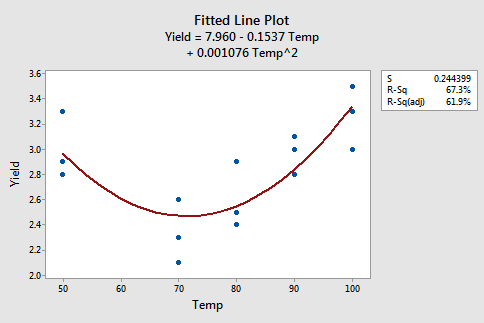 Fitted Line Plot
Yield = 7.960 - 0.1537 Temp
+ 0.001076 Temp^2
S 0.244399
R-Sq 67.3%
R-Sq(adj) 61.9%
Yield
3.6
3.4
3.2
3.0
2.8
2.6
2.4
2.2
2.0
50 60 70 80 90 100
Temp